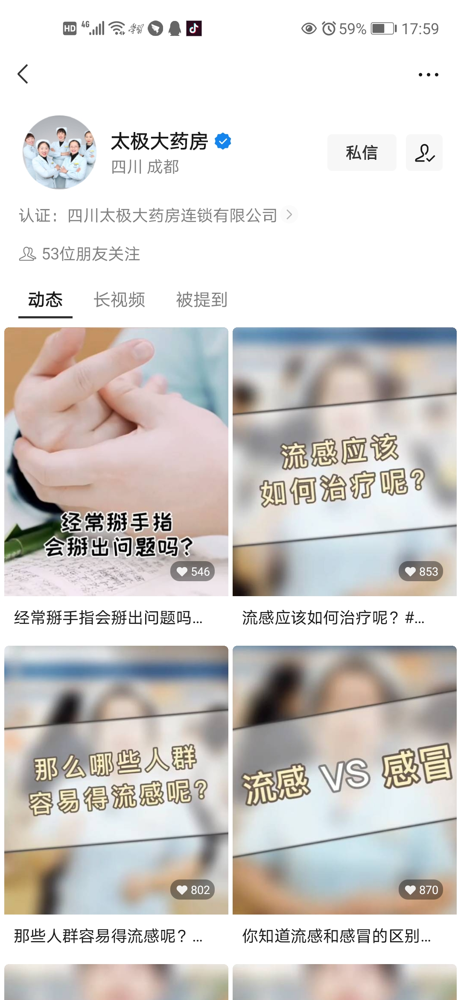 HD 4G 学习 59% 17:59
太极大药房
四川 成都
私信
认证：四川太极大药房连锁有限公司
53位朋友关注
动态 长视频 被提到
经常掰手指
会掰出问题吗?
546
流感应该
如何治疗呢?
853
经常掰手指会掰出问题吗...
流感应该如何治疗呢？#...
那么哪些人群
容易得流感呢?
802
流感 VS 感冒
870
那些人群容易得流感呢？...
你知道流感和感冒的区别...